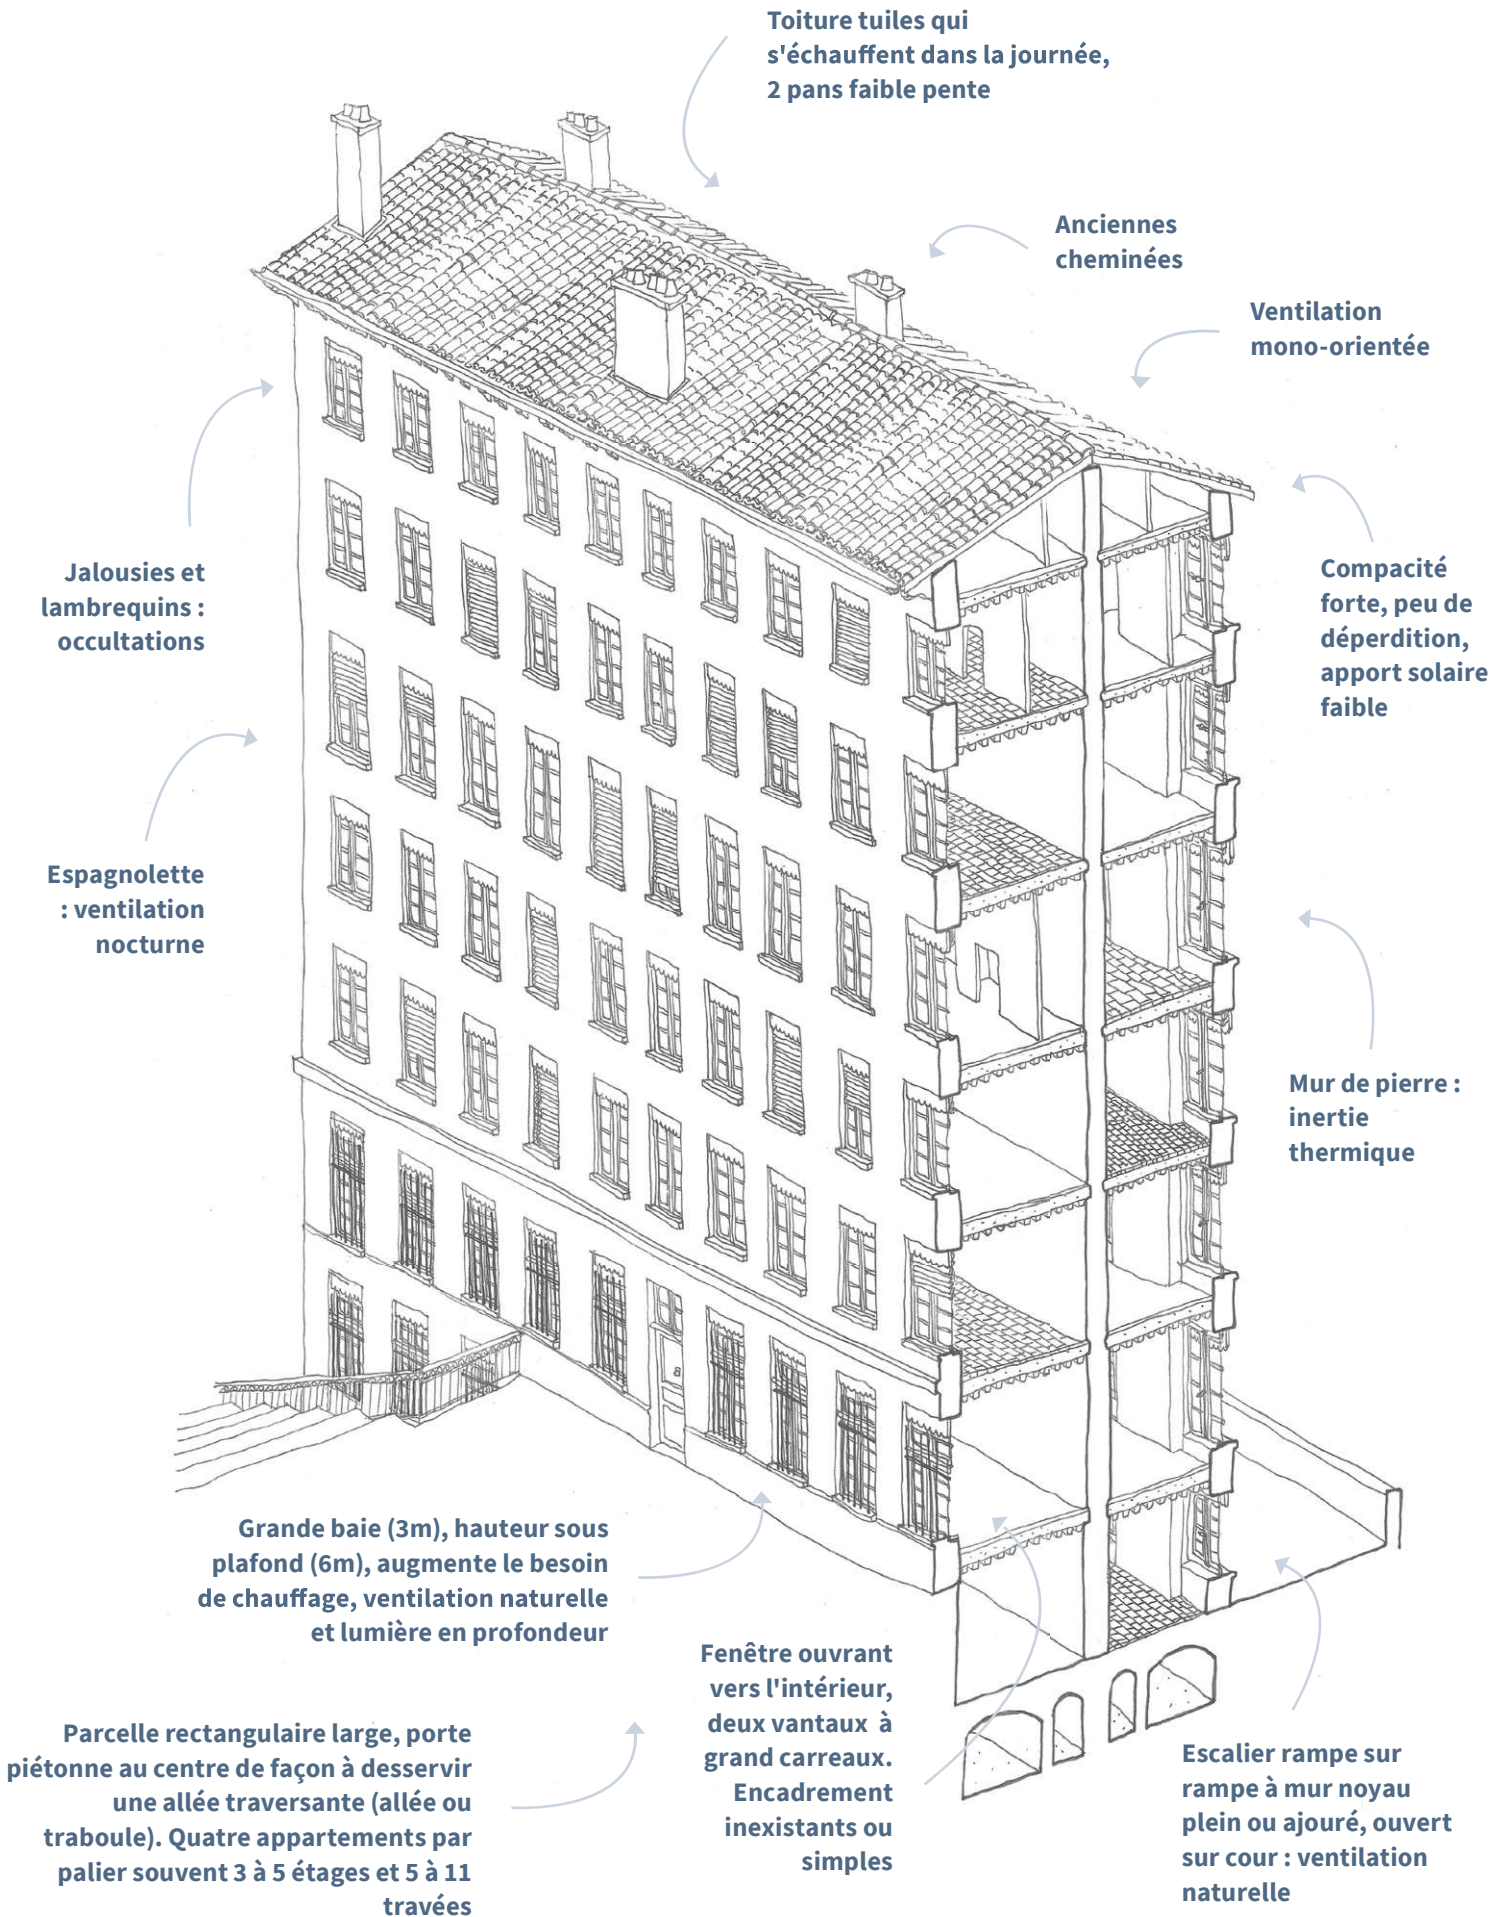 Toiture tuiles qui
s'échauffent dans la journée,
2 pans faible pente
Anciennes
cheminées
Ventilation
mono-orientée
Jalousies et
lambrequins :
occultations
Compacité
forte, peu de
déperdition,
apport solaire
faible
Espagnolette
: ventilation
nocturne
Mur de pierre :
inertie
thermique
Grande baie (3m), hauteur sous
plafond (6m), augmente le besoin
de chauffage, ventilation naturelle
et lumière en profondeur
Fenêtre ouvrant
vers l'intérieur,
deux vantaux à
grand carreaux.
Encadrement
inexistants ou
simples
Parcelle rectangulaire large, porte
piétonne au centre de façon à desservir
une allée traversante (allée ou
traboule). Quatre appartements par
palier souvent 3 à 5 étages et 5 à 11
travées
Escalier rampe sur
rampe à mur noyau
plein ou ajouré, ouvert
sur cour : ventilation
naturelle